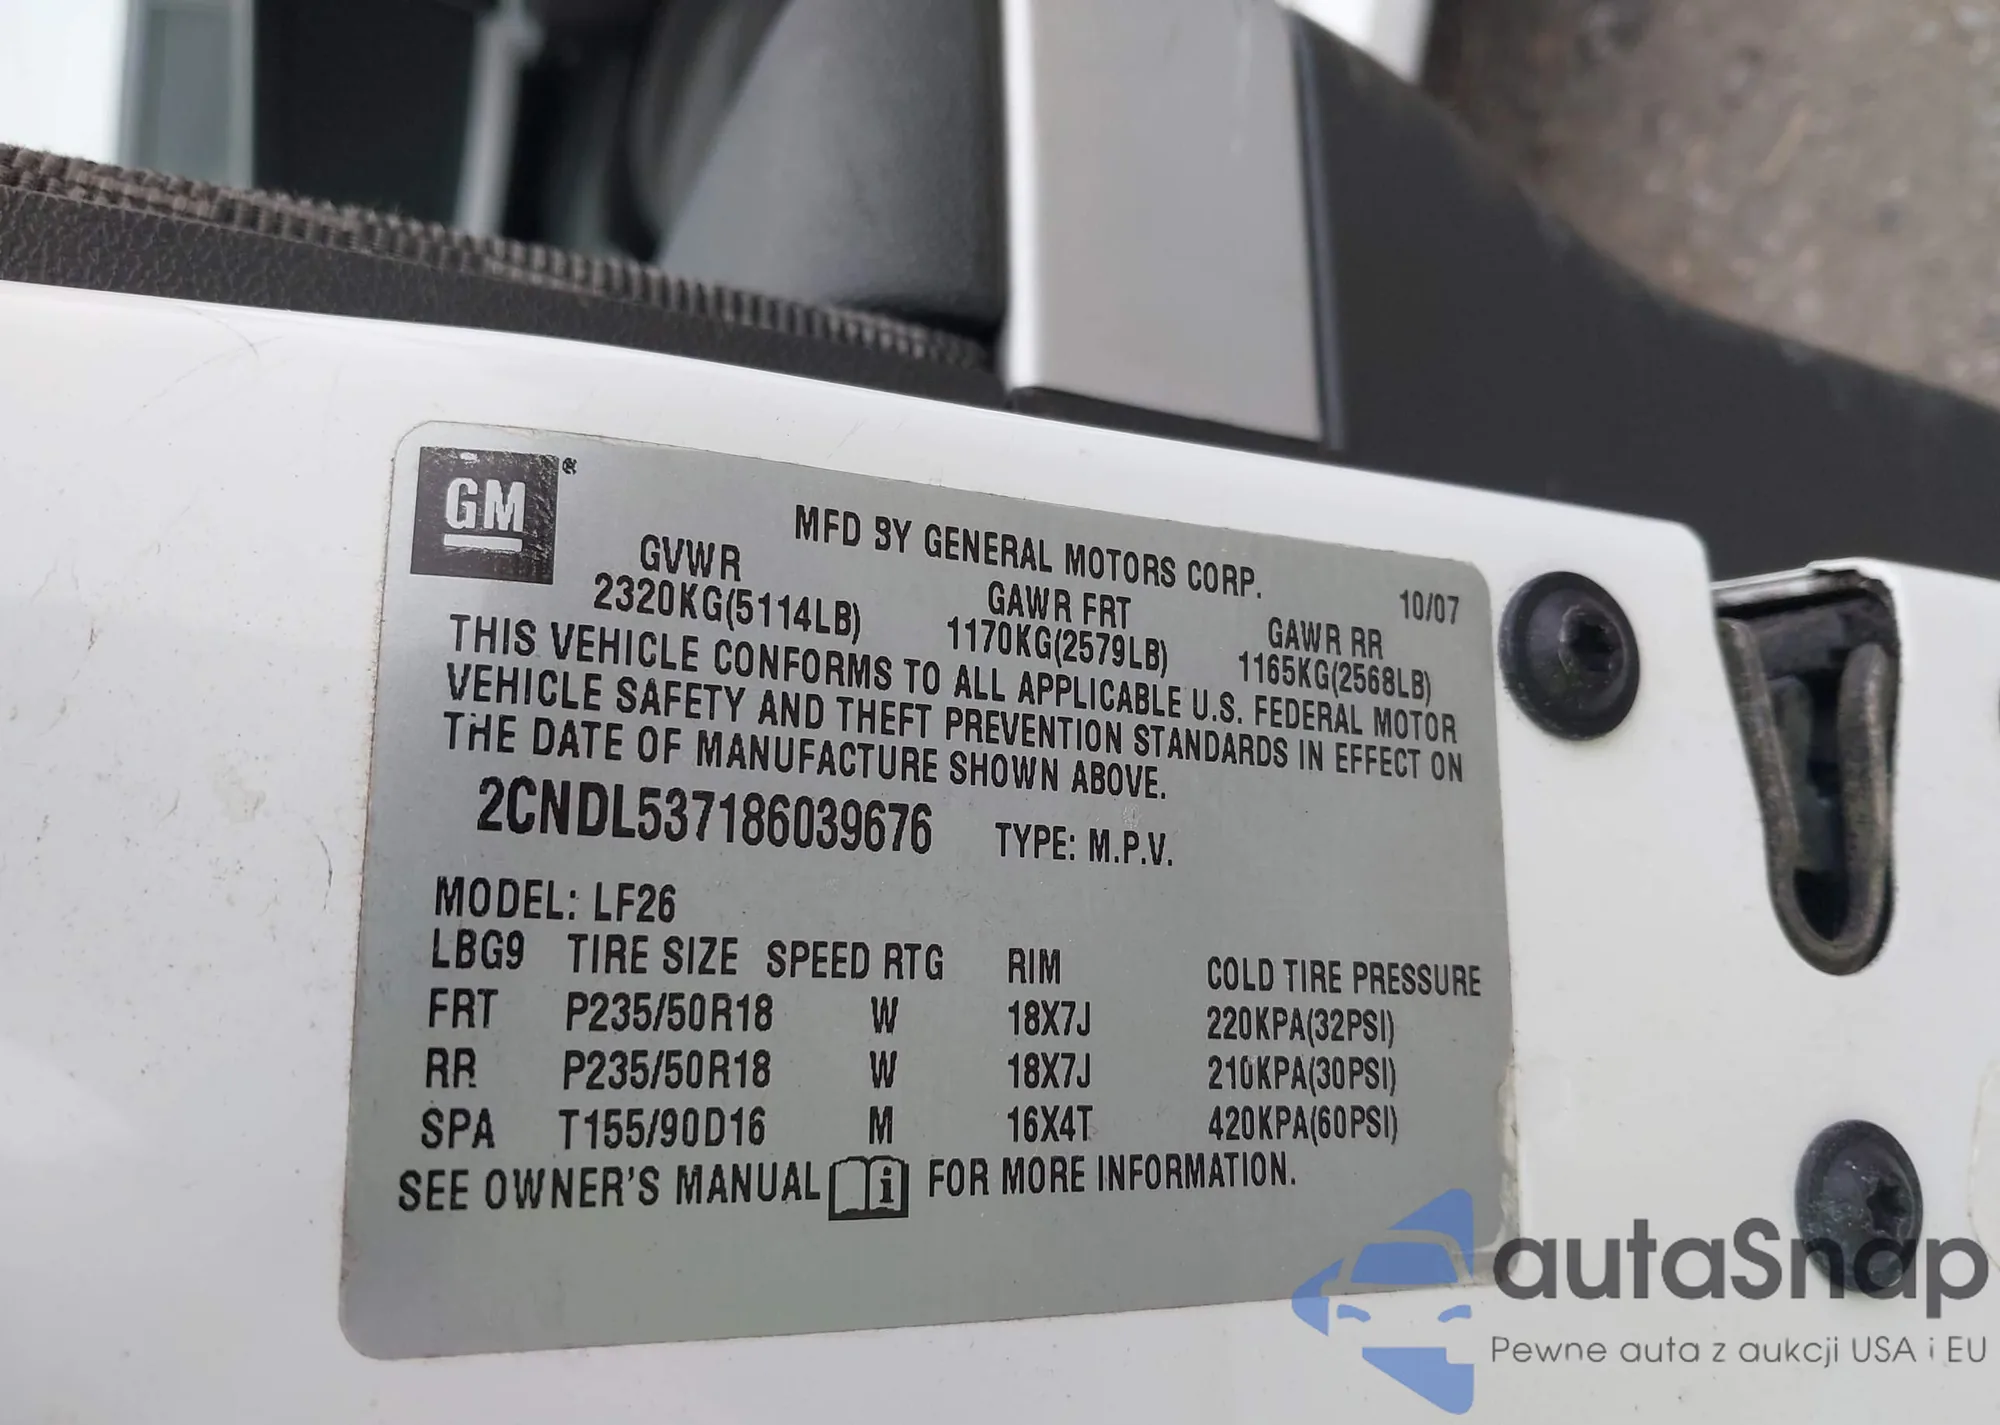 GM®
MFD BY GENERAL MOTORS CORP.
10/07
GVWR GAWR FRT GAWR RR
2320KG(5114LB) 1170KG(2579LB) 1165KG(2568LB)
THIS VEHICLE CONFORMS TO ALL APPLICABLE U.S. FEDERAL MOTOR
VEHICLE SAFETY AND THEFT PREVENTION STANDARDS IN EFFECT ON
THE DATE OF MANUFACTURE SHOWN ABOVE.
2CNDL537186039676 TYPE: M.P.V.
MODEL: LF26
LBG9 TIRE SIZE SPEED RTG RIM COLD TIRE PRESSURE
FRT P235/50R18 W 18X7J 220KPA(32PSI)
RR P235/50R18 W 18X7J 210KPA(30PSI)
SPA T155/90D16 M 16X4T 420KPA(60PSI)
SEE OWNER'S MANUAL i FOR MORE INFORMATION.
autaSnap
Pewne auta z aukcji USA i EU